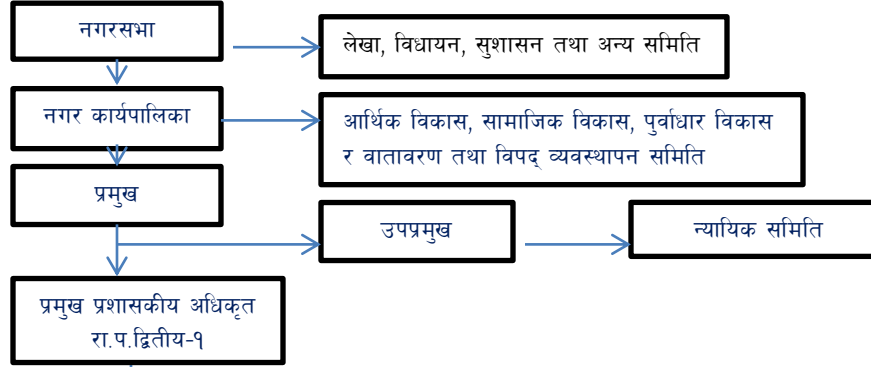 नगरसभा
लेखा, विधायन, सुशासन तथा अन्य समिति
नगर कार्यपालिका
आर्थिक विकास, सामाजिक विकास, पुर्वाधार विकास
र वातावरण तथा विपद् व्यवस्थापन समिति
प्रमुख
उपप्रमुख
न्यायिक समिति
प्रमुख प्रशासकीय अधिकृत
रा.प.द्वितीय-१